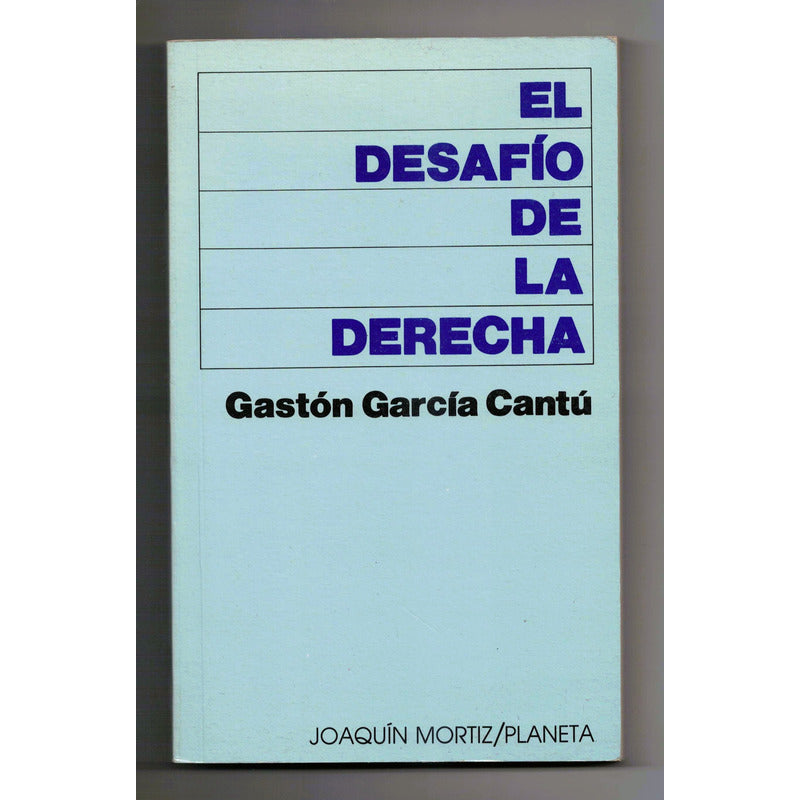 EL
DESAFÍO
DE
LA
DERECHA
Gastón García Cantú
JOAQUÍN MORTIZ/PLANETA